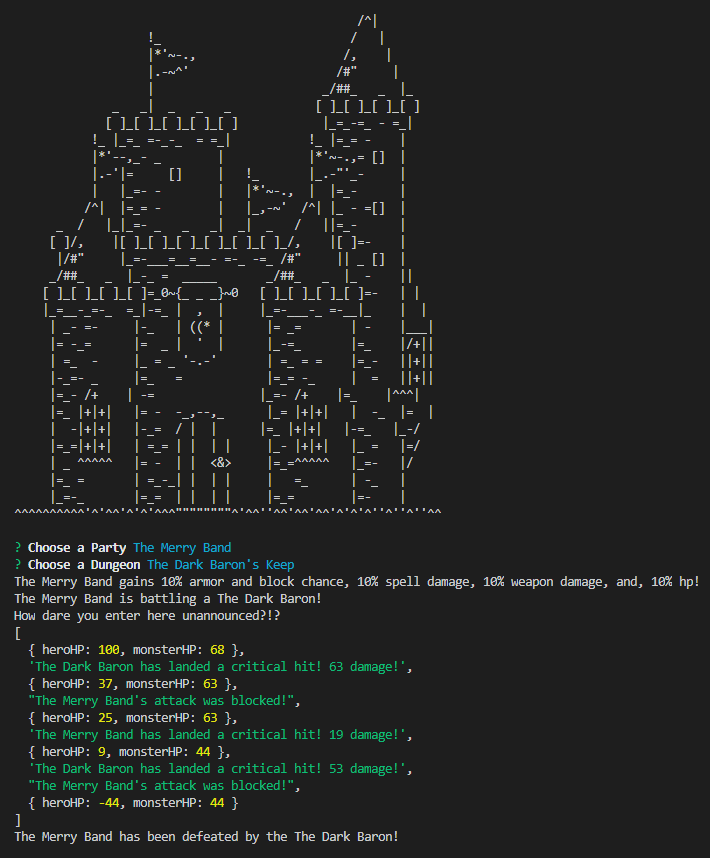 ? Choose a Party The Merry Band
? Choose a Dungeon The Dark Baron's Keep
The Merry Band gains 10% armor and block chance, 10% spell damage, 10% weapon damage, and, 10% hp!
The Merry Band is battling a The Dark Baron!
How dare you enter here unannounced?!?
[
{ heroHP: 100, monsterHP: 68 },
'The Dark Baron has landed a critical hit! 63 damage!',
{ heroHP: 37, monsterHP: 63 },
"The Merry Band's attack was blocked!",
{ heroHP: 25, monsterHP: 63 },
'The Merry Band has landed a critical hit! 19 damage!',
{ heroHP: 9, monsterHP: 44 },
'The Dark Baron has landed a critical hit! 53 damage!',
"The Merry Band's attack was blocked!",
{ heroHP: -44, monsterHP: 44 }
]
The Merry Band has been defeated by the The Dark Baron!